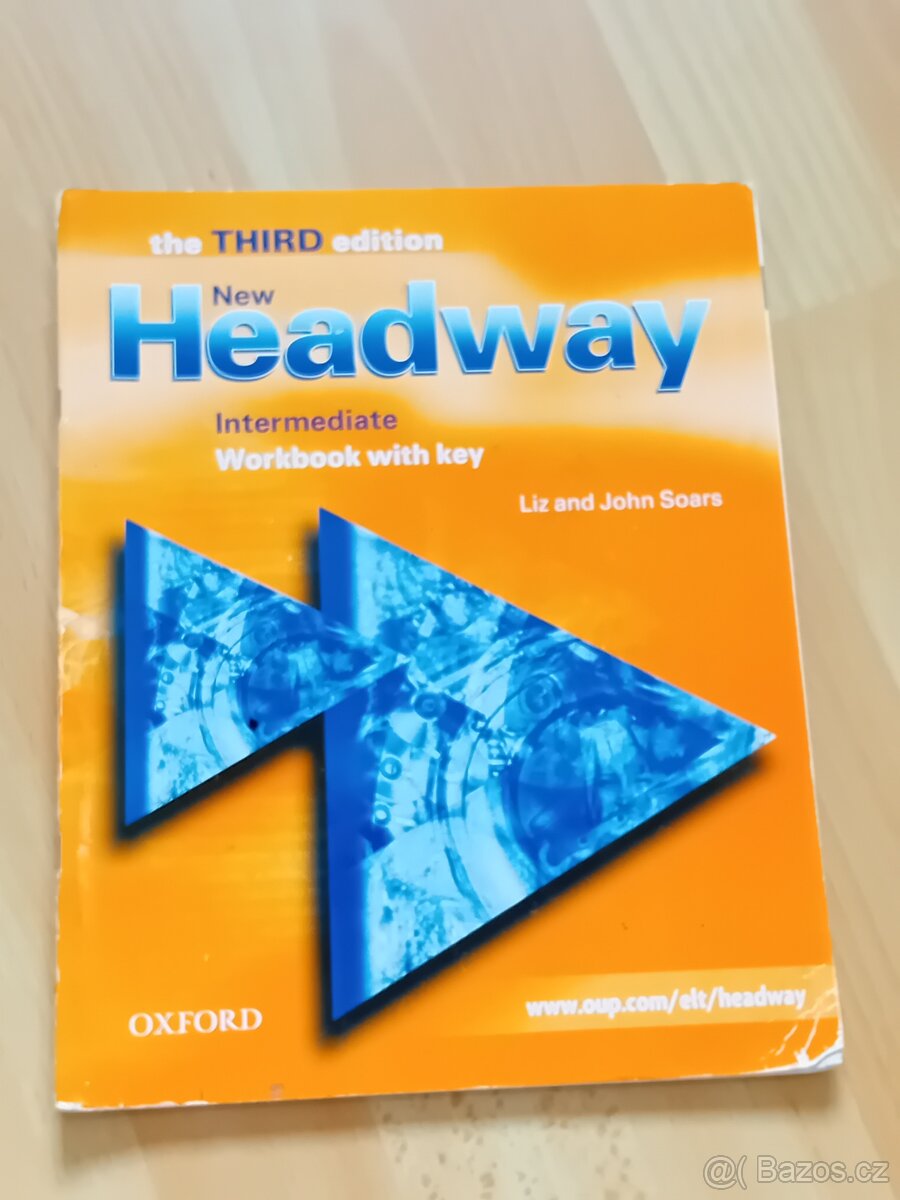 the THIRD edition
New
Headway
Intermediate
Workbook with key
Liz and John Soars
OXFORD
www.oup.com/elt/headway
@( Bazos.cz